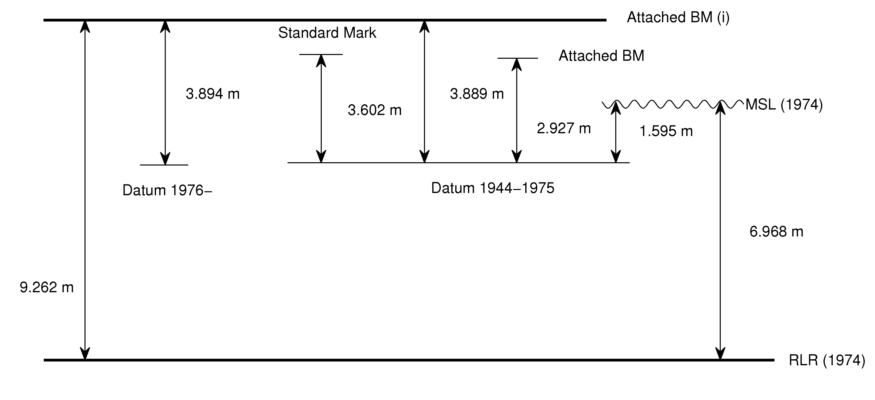 Attached BM (i)
Standard Mark
Attached BM
3.894 m
3.889 m
3.602 m
MSL (1974)
2.927 m
1.595 m
Datum 1976–
Datum 1944–1975
6.968 m
9.262 m
RLR (1974)